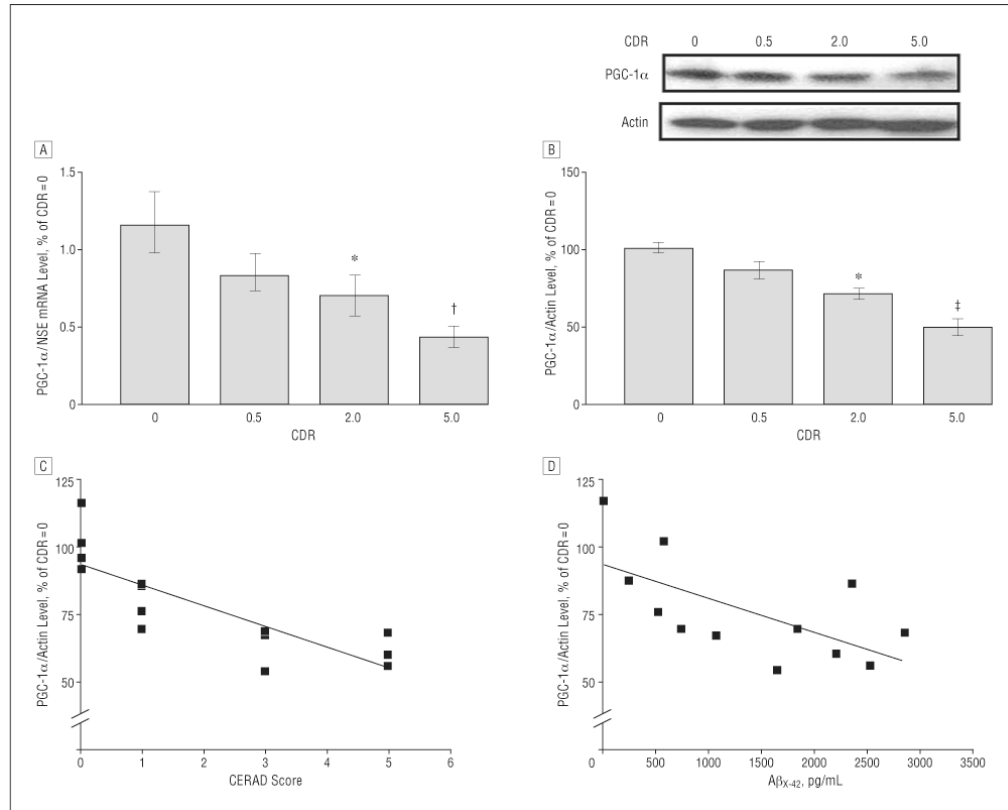 CDR 0 0.5 2.0 5.0
PGC-1α
Actin
A
PGC-1α/NSE mRNA Level, % of CDR=0
1.5
1.0
0.5
0
*
†
0 0.5 2.0 5.0
CDR
B
PGC-1α/Actin Level, % of CDR=0
150
100
50
0
*
‡
0 0.5 2.0 5.0
CDR
C
PGC-1α/Actin Level, % of CDR=0
125
100
75
50
0 1 2 3 4 5 6
CERAD Score
D
PGC-1α/Actin Level, % of CDR=0
125
100
75
50
0 500 1000 1500 2000 2500 3000 3500
AβX-42, pg/mL